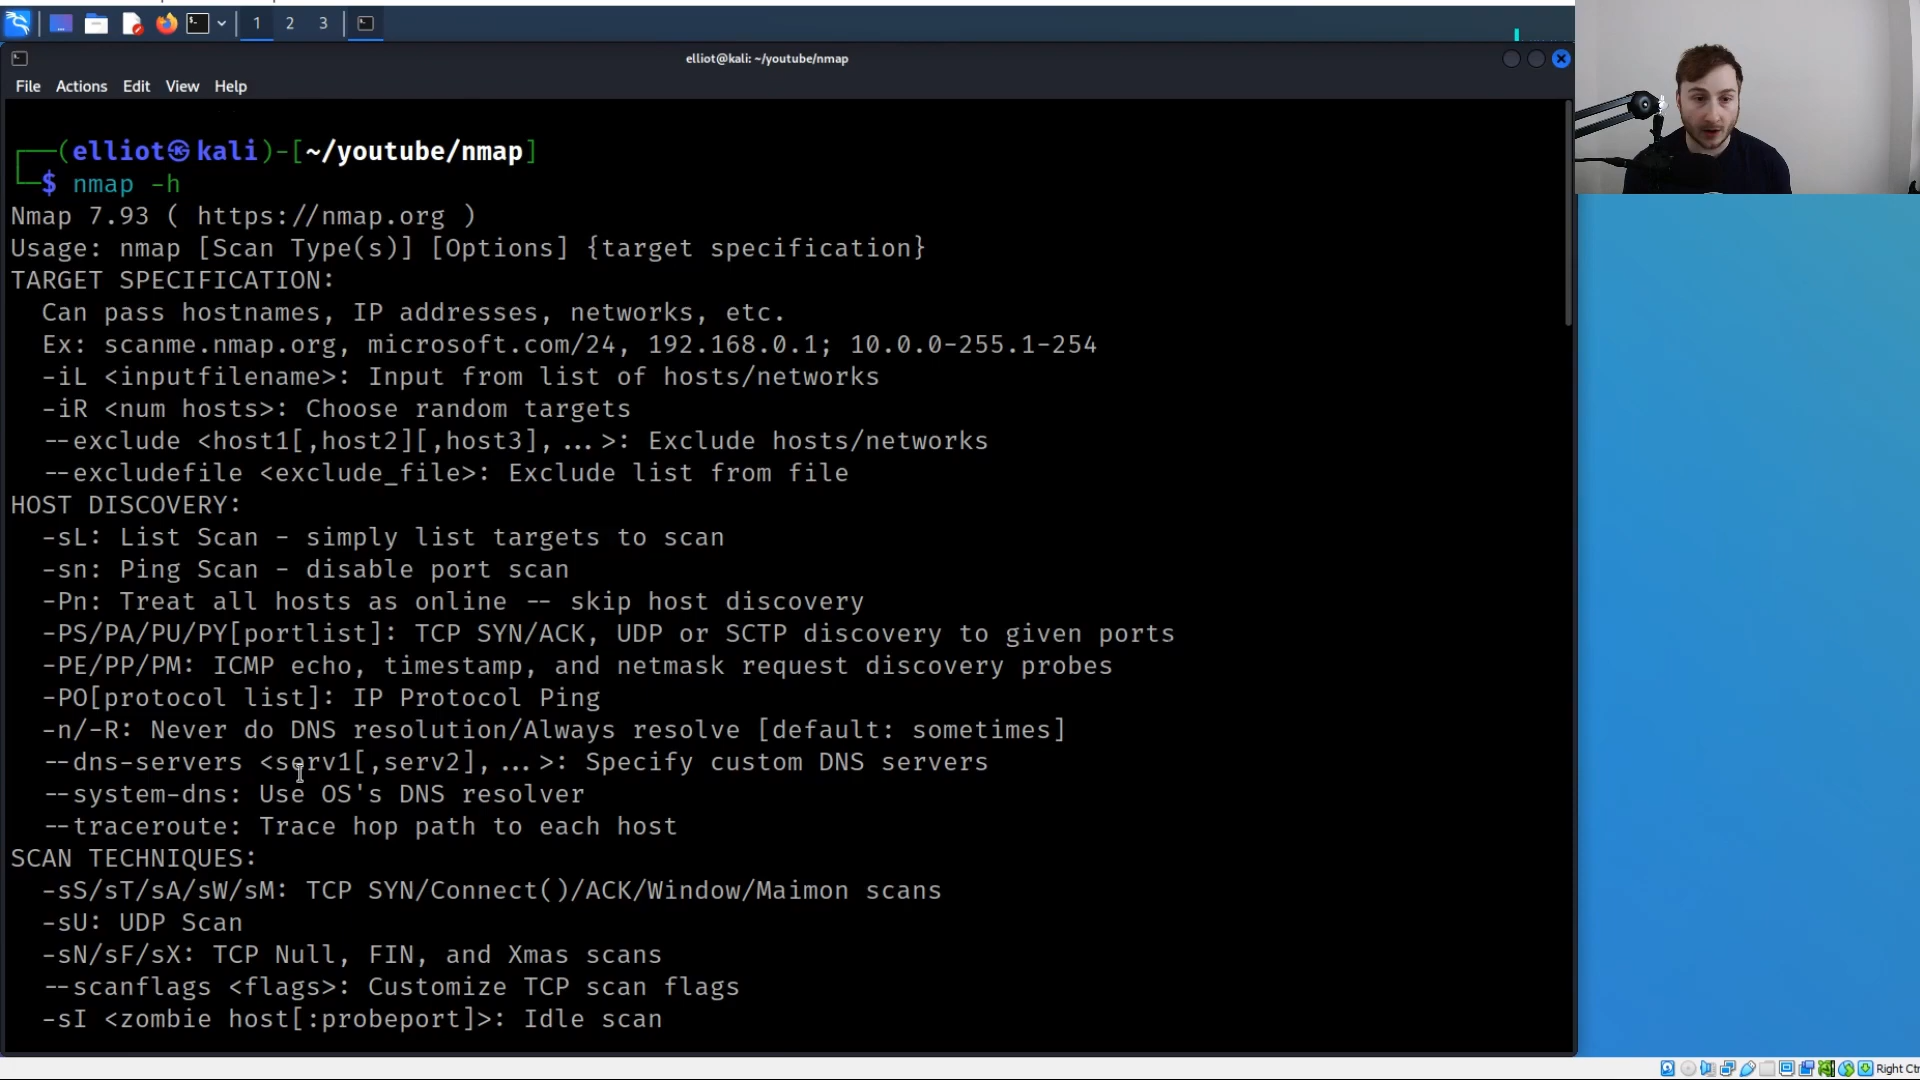 1 2 3
elliot@kali: ~/youtube/nmap
File Actions Edit View Help
┌──(elliot㉿kali)-[~/youtube/nmap]
└─$ nmap -h
Nmap 7.93 ( https://nmap.org )
Usage: nmap [Scan Type(s)] [Options] {target specification}
TARGET SPECIFICATION:
Can pass hostnames, IP addresses, networks, etc.
Ex: scanme.nmap.org, microsoft.com/24, 192.168.0.1; 10.0.0-255.1-254
-iL <inputfilename>: Input from list of hosts/networks
-iR <num hosts>: Choose random targets
--exclude <host1[,host2][,host3],...>: Exclude hosts/networks
--excludefile <exclude_file>: Exclude list from file
HOST DISCOVERY:
-sL: List Scan - simply list targets to scan
-sn: Ping Scan - disable port scan
-Pn: Treat all hosts as online -- skip host discovery
-PS/PA/PU/PY[portlist]: TCP SYN/ACK, UDP or SCTP discovery to given ports
-PE/PP/PM: ICMP echo, timestamp, and netmask request discovery probes
-PO[protocol list]: IP Protocol Ping
-n/-R: Never do DNS resolution/Always resolve [default: sometimes]
--dns-servers <serv1[,serv2],...>: Specify custom DNS servers
--system-dns: Use OS's DNS resolver
--traceroute: Trace hop path to each host
SCAN TECHNIQUES:
-sS/sT/sA/sW/sM: TCP SYN/Connect()/ACK/Window/Maimon scans
-sU: UDP Scan
-sN/sF/sX: TCP Null, FIN, and Xmas scans
--scanflags <flags>: Customize TCP scan flags
-sI <zombie host[:probeport]>: Idle scan
Right Ctr